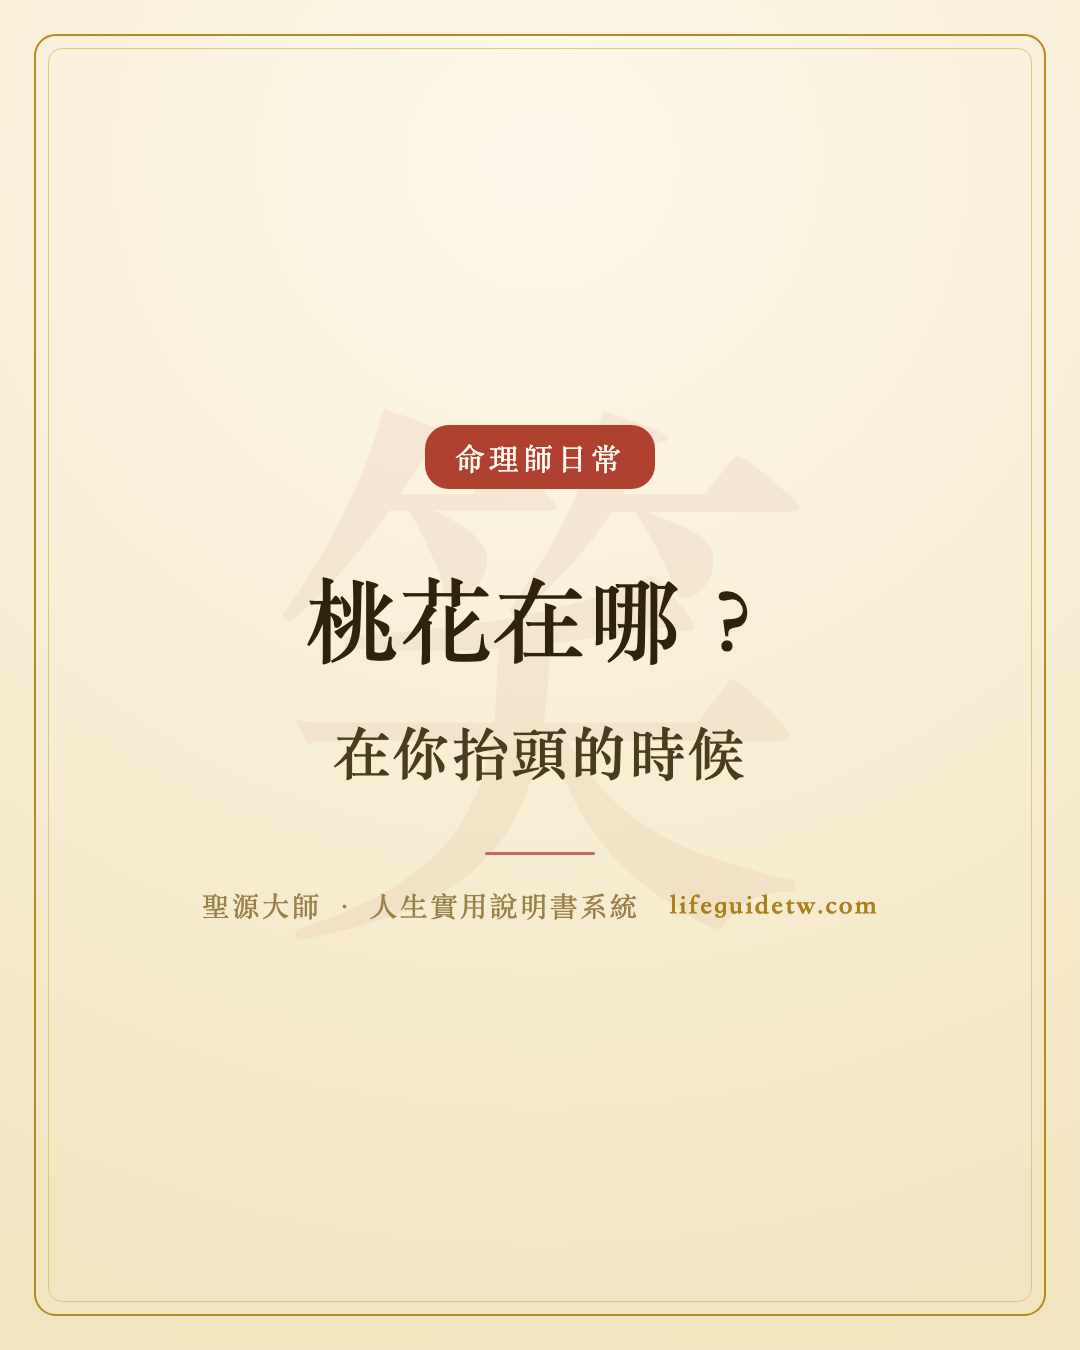 命理師日常
笑
桃花在哪？
在你抬頭的時候
聖源大師 · 人生實用說明書系統 lifeguidetw.com